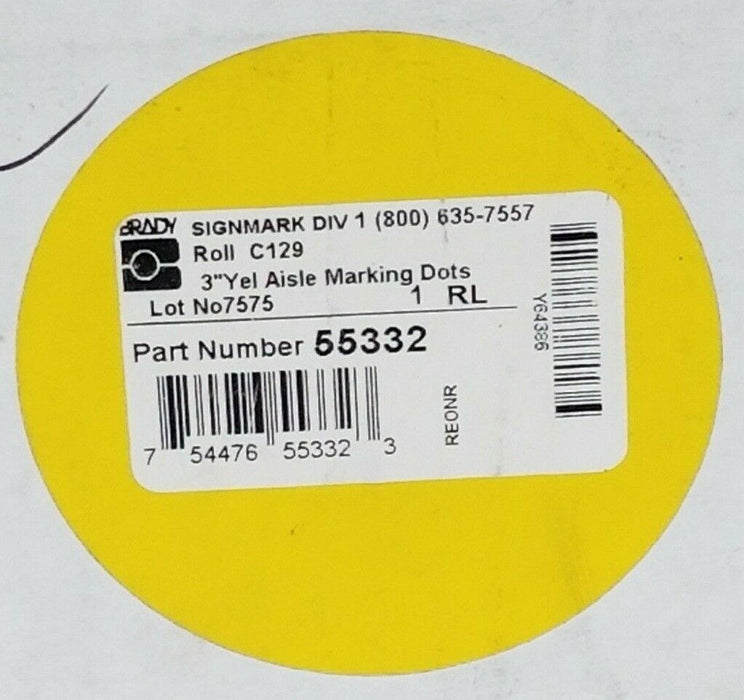 BRADY SIGNMARK DIV 1 (800) 635-7557
Roll C129
3"Yel Aisle Marking Dots
Lot No7575 1 RL
Part Number 55332
7 54476 55332 3
REONR
Y64386